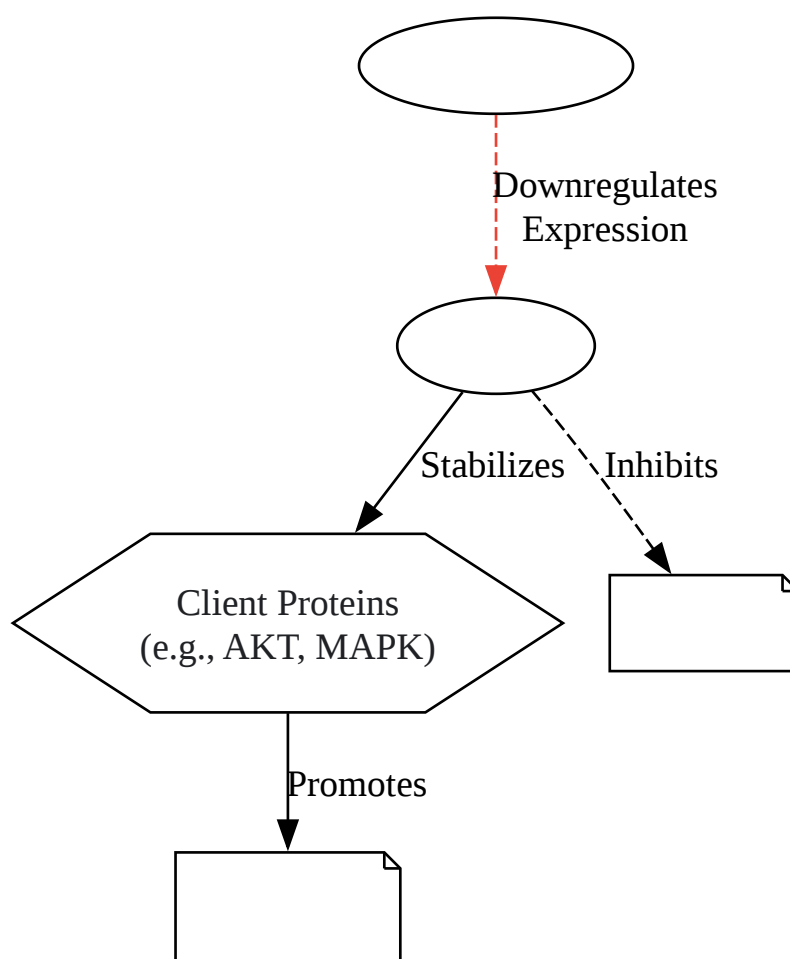 Downregulates
Expression
Stabilizes
Inhibits
Client Proteins
(e.g., AKT, MAPK)
Promotes